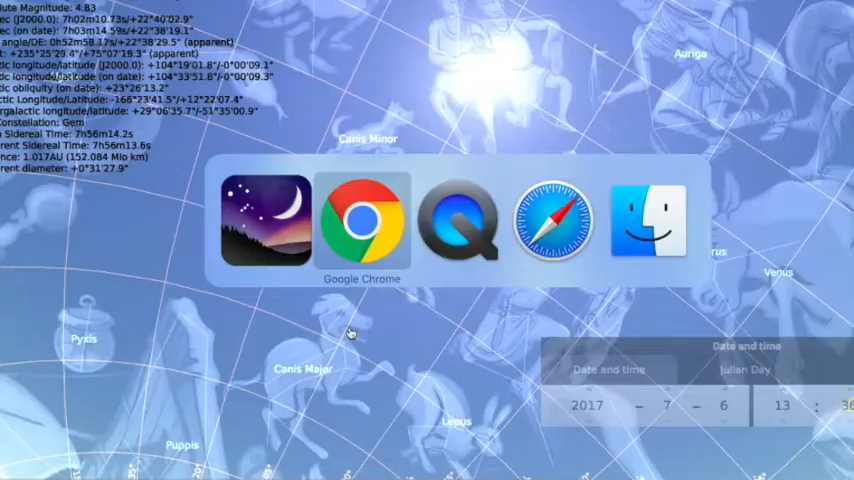 lute Magnitude: 4.83
ec (J2000.0): 7h02m10.73s/+22°40'02.9"
ec (on date): 7h03m14.59s/+22°38'19.1"
angle/DE: 0h52m58.17s/+22°38'29.5" (apparent)
t: +235°25'29.4"/+75°07'19.3" (apparent)
tic longitude/latitude (J2000.0): +104°19'01.8"/-0°00'09.1"
tic longitude/latitude (on date): +104°33'51.8"/-0°00'09.3"
tic obliquity (on date): +23°26'13.2"
ctic Longitude/Latitude: -166°23'41.5"/+12°22'07.4"
rgalactic longitude/latitude: +29°06'35.7"/-51°35'00.9"
Constellation: Gem
n Sidereal Time: 7h56m14.2s
rent Sidereal Time: 7h56m13.6s
nce: 1.017AU (152.084 Mio km)
rent diameter: +0°31'27.9"
Auriga
Canis Minor
Google Chrome
rus
Venus
Pyxis
Canis Major
Lepus
Puppis
Date and time
Date and time Julian Day
2017 - 7 - 6 13 : 36